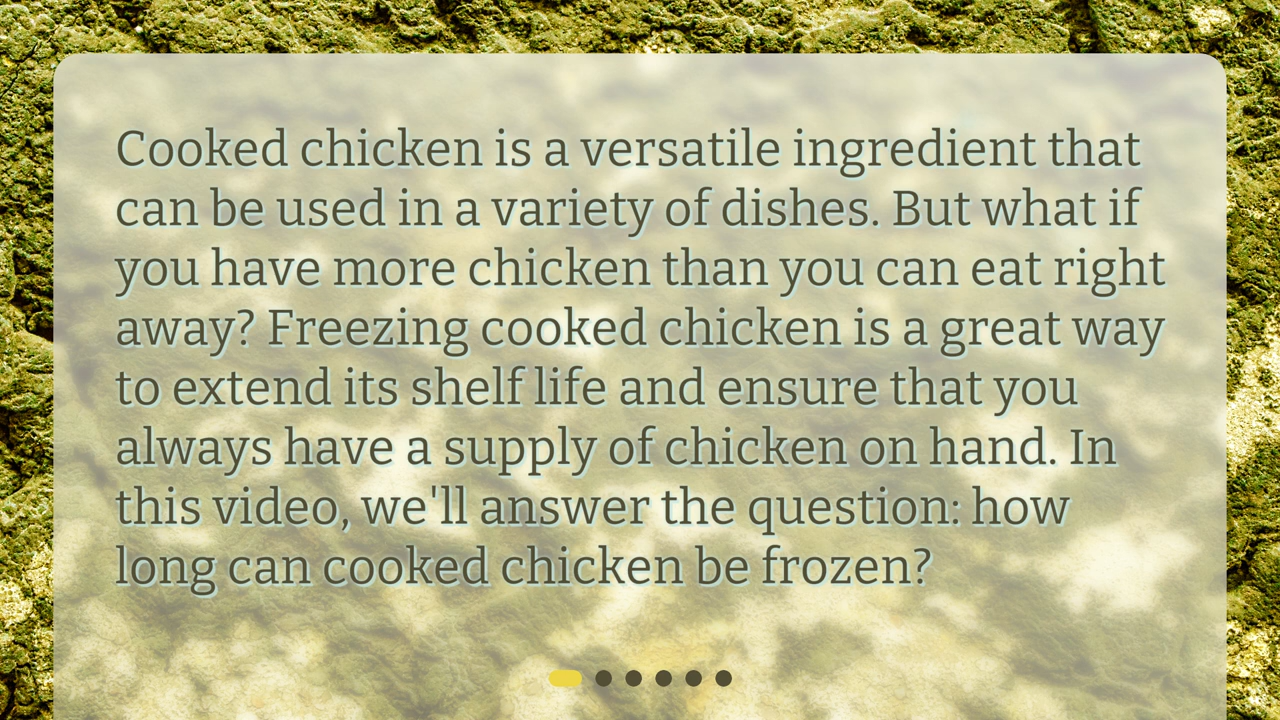 Cooked chicken is a versatile ingredient that
can be used in a variety of dishes. But what if
you have more chicken than you can eat right
away? Freezing cooked chicken is a great way
to extend its shelf life and ensure that you
always have a supply of chicken on hand. In
this video, we'll answer the question: how
long can cooked chicken be frozen?